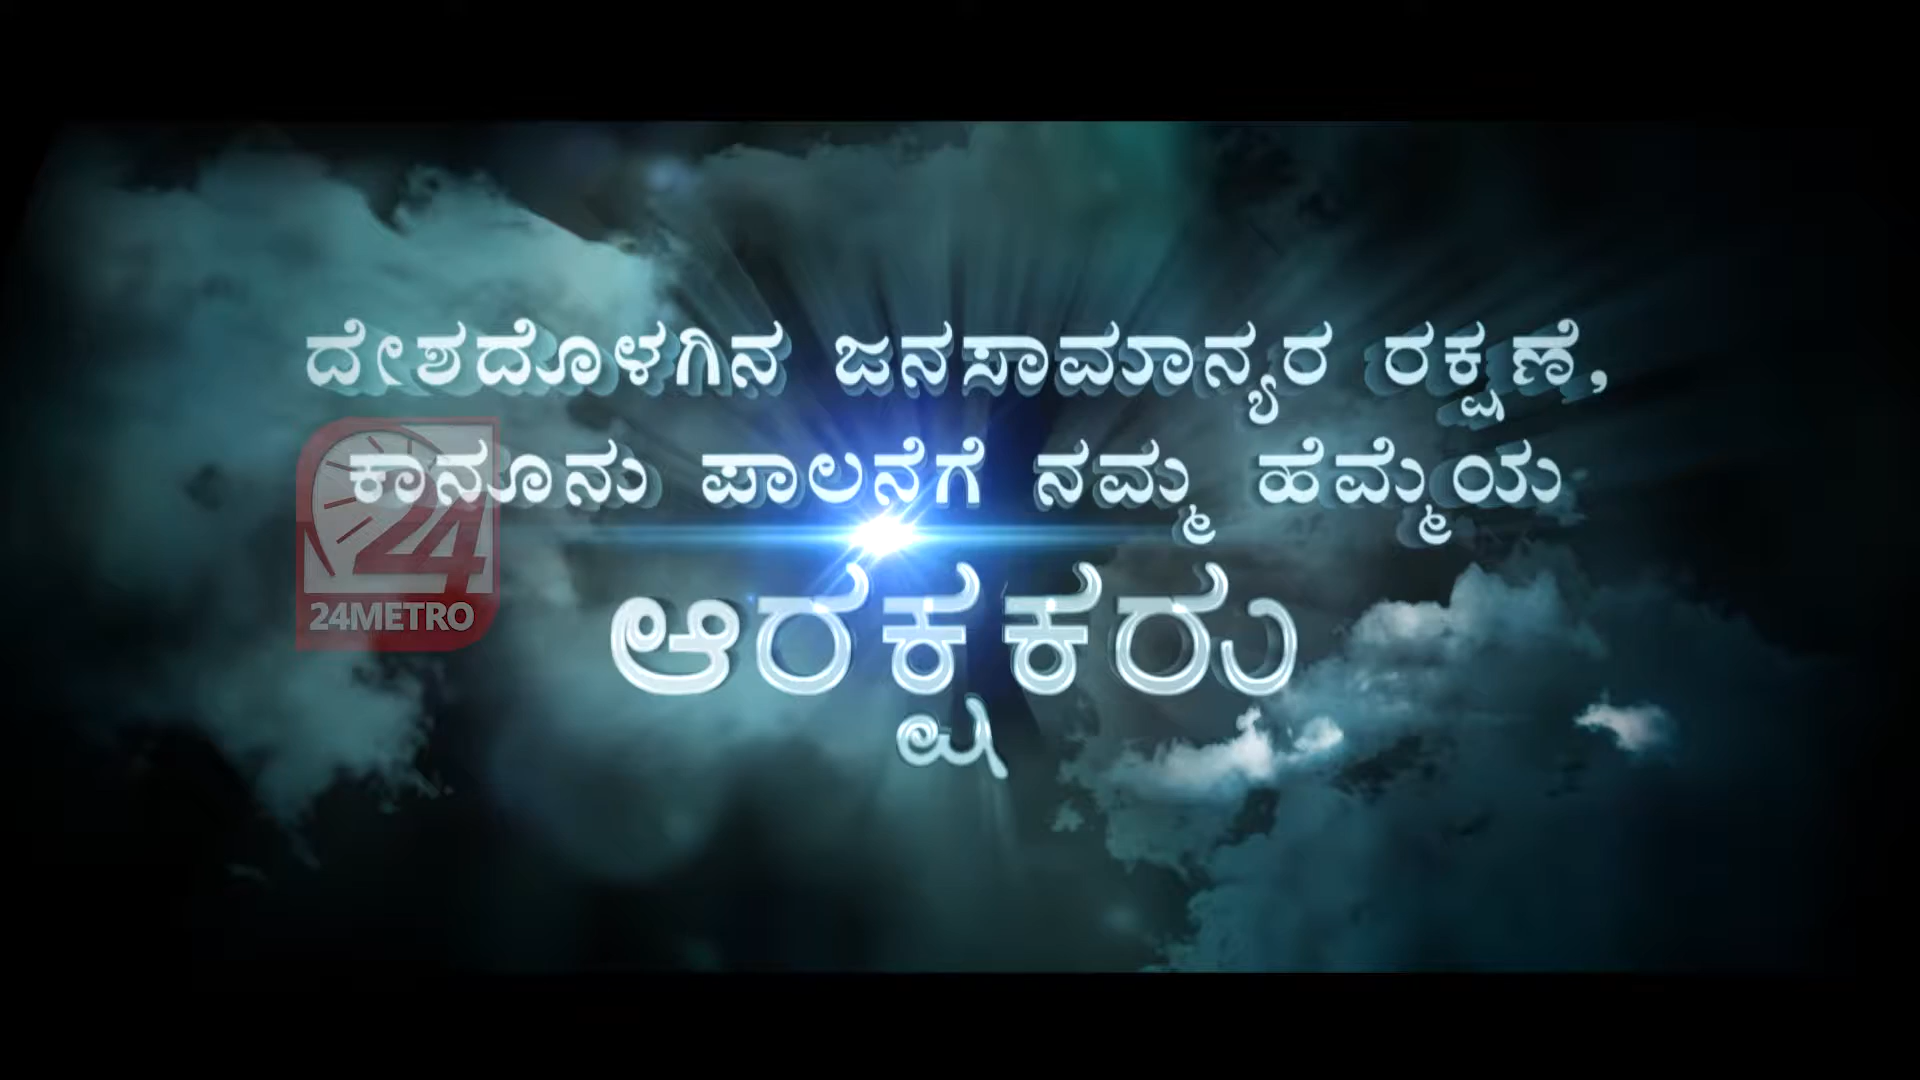 ದೇಶದೊಳಗಿನ ಜನಸಾಮಾನ್ಯರ ರಕ್ಷಣೆ,
ಕಾನೂನು ಪಾಲನೆಗೆ ನಮ್ಮ ಹೆಮ್ಮೆಯ
ಆರಕ್ಷಕರು
24
24METRO